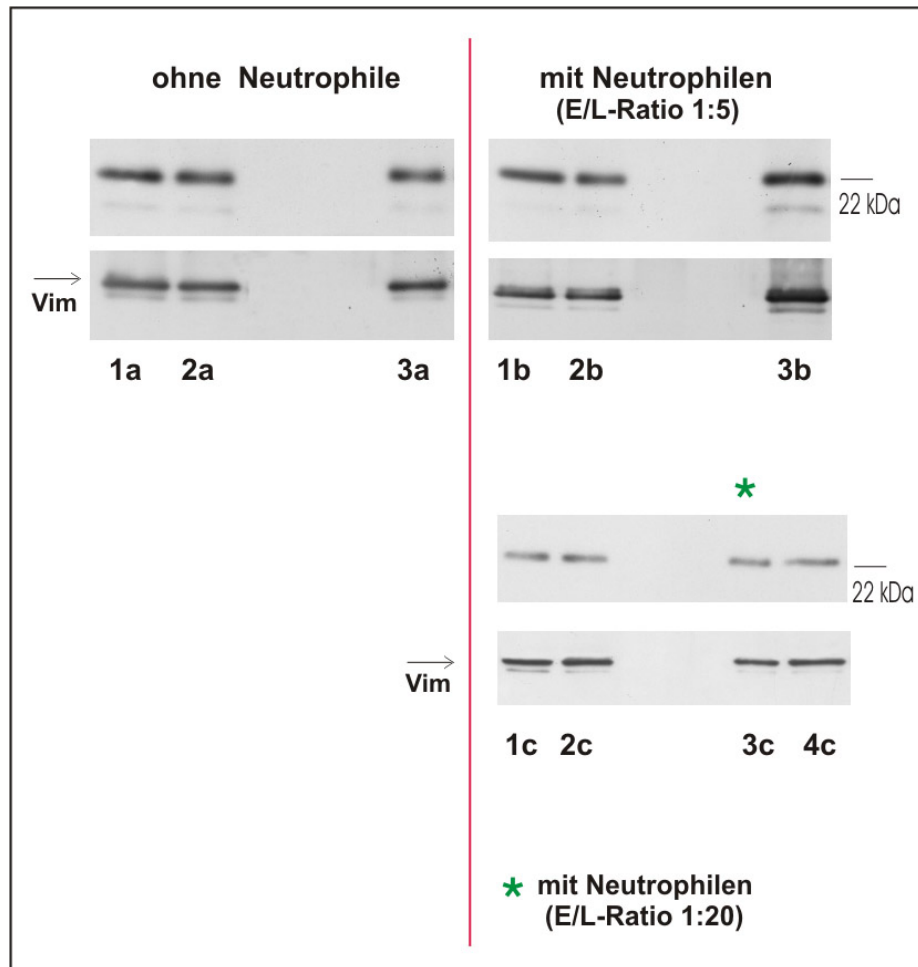 ohne Neutrophile
mit Neutrophilen
(E/L-Ratio 1:5)
22 kDa
Vim
1a 2a 3a
1b 2b 3b
*
22 kDa
Vim
1c 2c 3c 4c
* mit Neutrophilen
(E/L-Ratio 1:20)